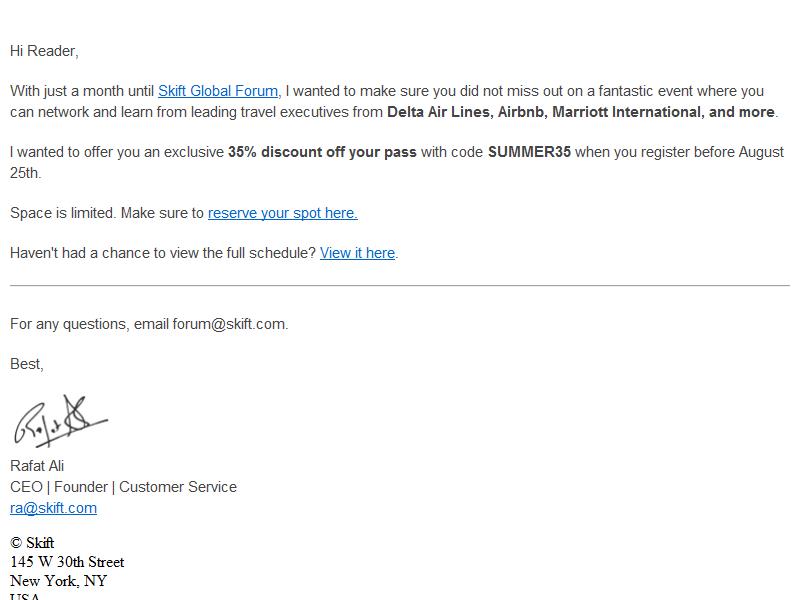 Hi Reader,
With just a month until Skift Global Forum, I wanted to make sure you did not miss out on a fantastic event where you
can network and learn from leading travel executives from Delta Air Lines, Airbnb, Marriott International, and more.
I wanted to offer you an exclusive 35% discount off your pass with code SUMMER35 when you register before August
25th.
Space is limited. Make sure to reserve your spot here.
Haven't had a chance to view the full schedule? View it here.
For any questions, email forum@skift.com.
Best,
Rafat Ali
CEO | Founder | Customer Service
ra@skift.com
© Skift
145 W 30th Street
New York, NY
USA